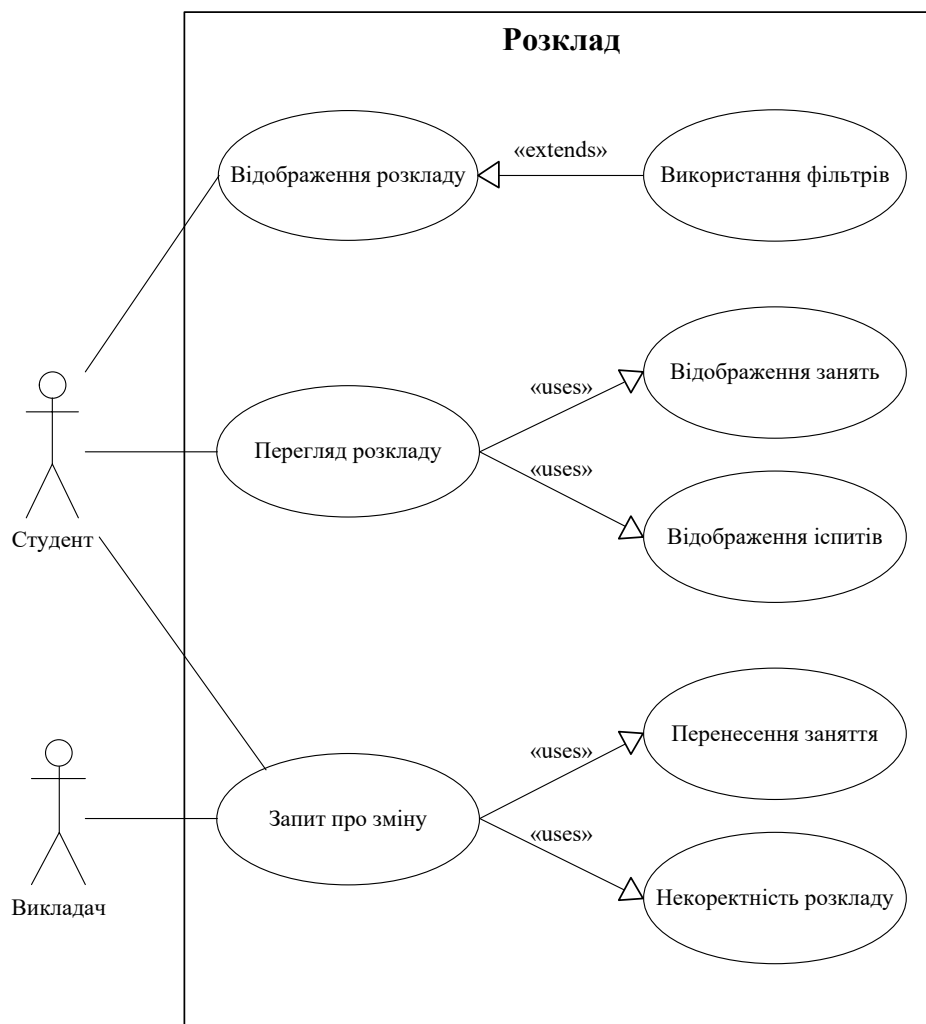 Розклад
Відображення розкладу
«extends»
Використання фільтрів
Студент
Перегляд розкладу
«uses»
Відображення занять
«uses»
Відображення іспитів
Викладач
Запит про зміну
«uses»
Перенесення заняття
«uses»
Некоректність розкладу